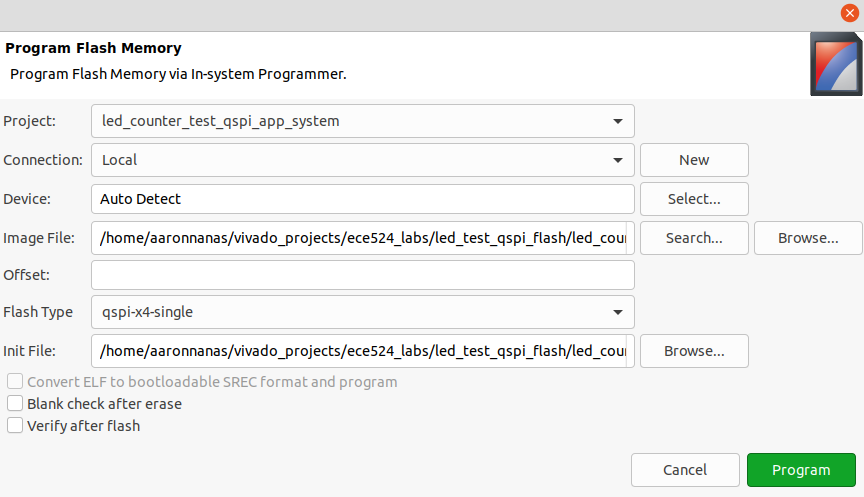 Program Flash Memory
Program Flash Memory via In-system Programmer.
Project: led_counter_test_qspi_app_system
Connection: Local New
Device: Auto Detect Select...
Image File: /home/aaronnanas/vivado_projects/ece524_labs/led_test_qspi_flash/led_cou Search... Browse...
Offset:
Flash Type qspi-x4-single
Init File: /home/aaronnanas/vivado_projects/ece524_labs/led_test_qspi_flash/led_cou Browse...
Convert ELF to bootloadable SREC format and program
Blank check after erase
Verify after flash
Cancel Program